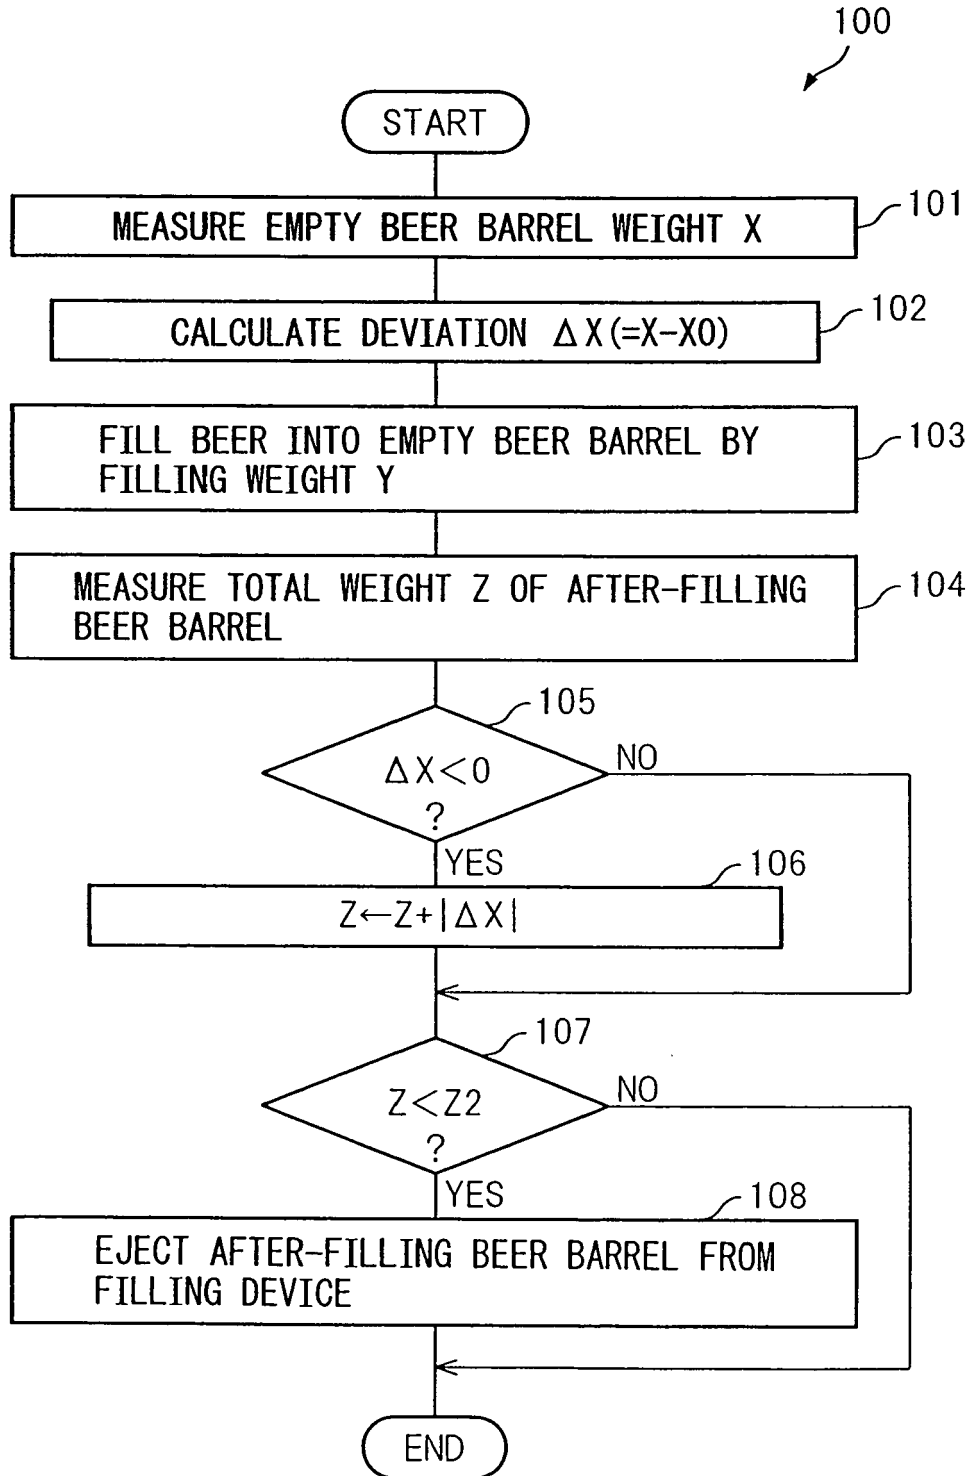 100
START
MEASURE EMPTY BEER BARREL WEIGHT X
101
CALCULATE DEVIATION ΔX(=X-X0)
102
FILL BEER INTO EMPTY BEER BARREL BY
FILLING WEIGHT Y
103
MEASURE TOTAL WEIGHT Z OF AFTER-FILLING
BEER BARREL
104
105
ΔX<0
?
NO
YES
106
Z←Z+|ΔX|
107
Z<Z2
?
NO
YES
108
EJECT AFTER-FILLING BEER BARREL FROM
FILLING DEVICE
END